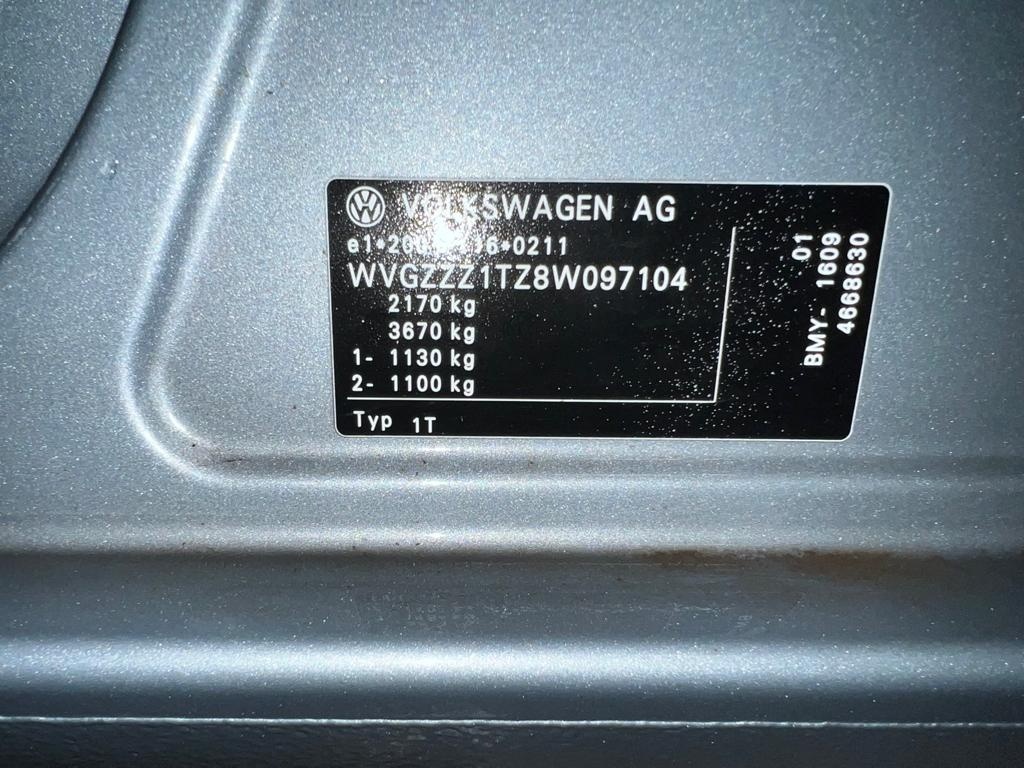 VOLKSWAGEN AG
WVGZZZ1TZ8W097104
2170 kg
3670 kg
1- 1130 kg
2- 1100 kg
Typ 1T
01
BMY- 1609
4668630